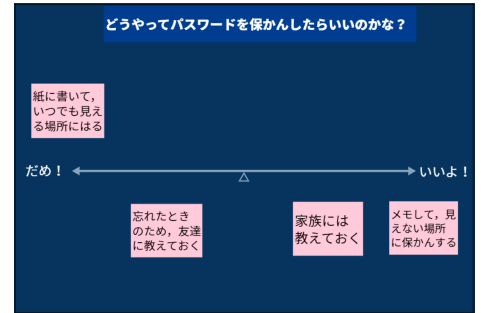 どうやってパスワードを保かんしたらいいのかな？
紙に書いて，
いつでも見え
る場所にはる
だめ！
いいよ！
忘れたとき
のため，友達
に教えておく
家族には
教えておく
メモして，見
えない場所
に保かんする